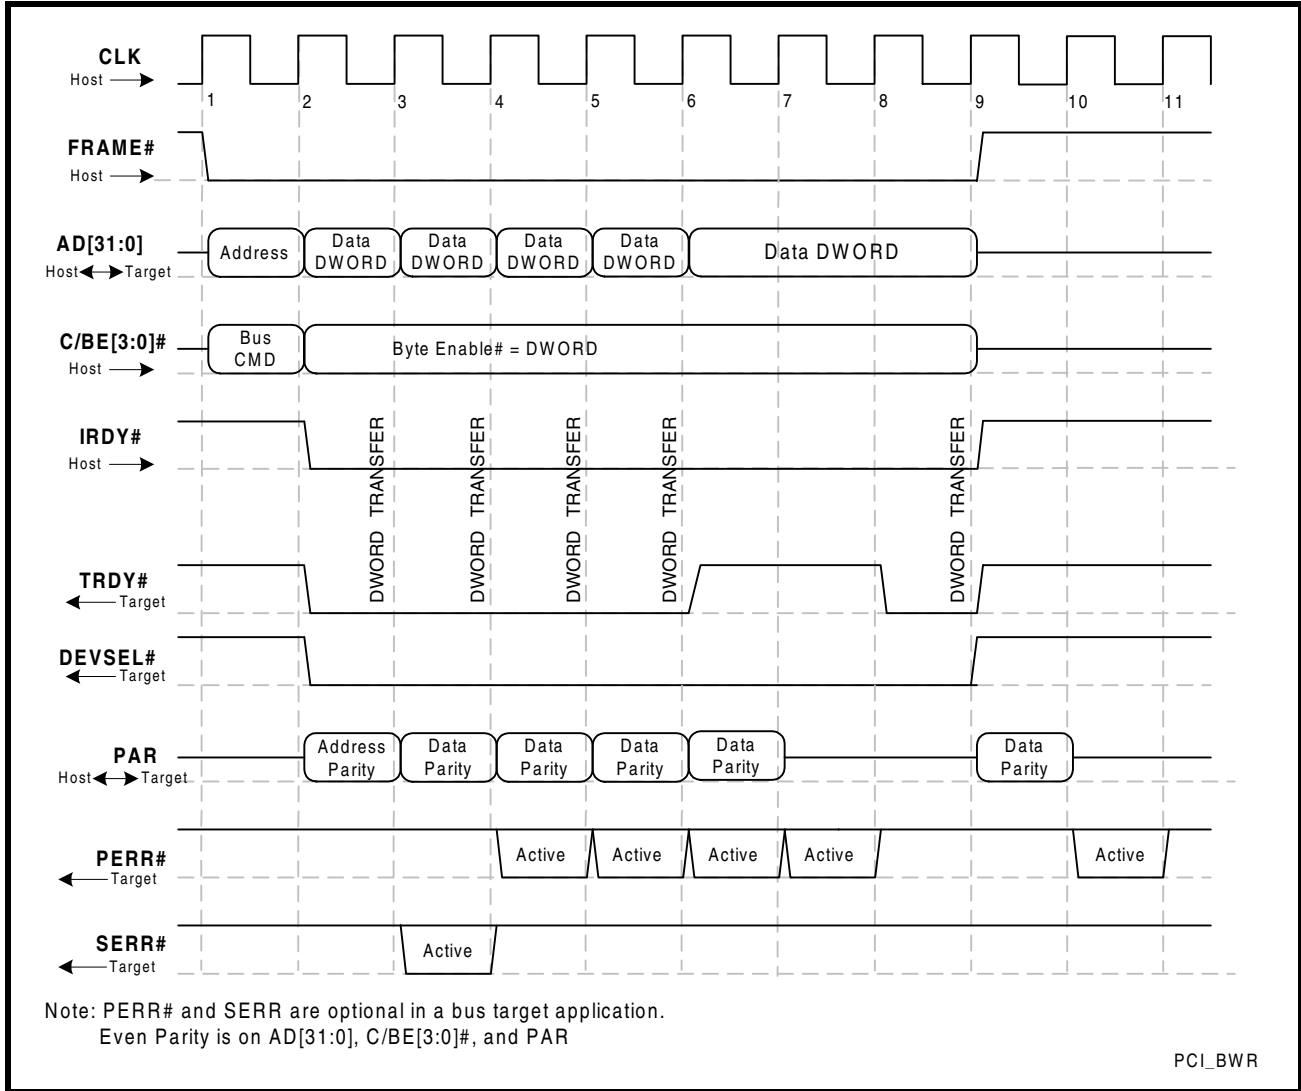 CLK
Host
1 2 3 4 5 6 7 8 9 10 11
FRAME#
Host
AD[31:0]
Host Target
Address
Data
DWORD
Data
DWORD
Data
DWORD
Data
DWORD
Data DWORD
C/BE[3:0]#
Host
Bus
CMD
Byte Enable# = DWORD
IRDY#
Host
DWORD TRANSFER
DWORD TRANSFER
DWORD TRANSFER
DWORD TRANSFER
DWORD TRANSFER
TRDY#
Target
DEVSEL#
Target
PAR
Host Target
Address
Parity
Data
Parity
Data
Parity
Data
Parity
Data
Parity
Data
Parity
PERR#
Target
Active
Active
Active
Active
Active
SERR#
Target
Active
Note: PERR# and SERR are optional in a bus target application.
Even Parity is on AD[31:0], C/BE[3:0]#, and PAR
PCI_BWR